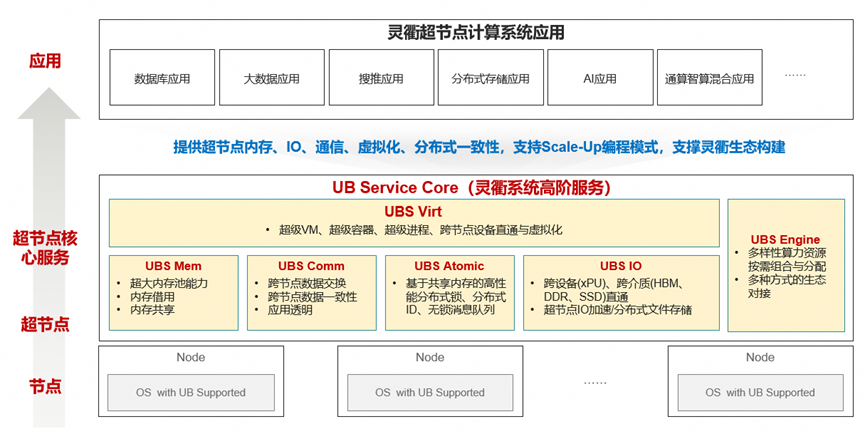 灵衢超节点计算系统应用
应用
数据库应用
大数据应用
搜推应用
分布式存储应用
AI应用
通算智算混合应用
……
提供超节点内存、IO、通信、虚拟化、分布式一致性，支持Scale-Up编程模式，支撑灵衢生态构建
UB Service Core（灵衢系统高阶服务）
超节点核
心服务
UBS Virt
• 超级VM、超级容器、超级进程、跨节点设备直通与虚拟化
UBS Mem
• 超大内存池能力
• 内存借用
• 内存共享
UBS Comm
• 跨节点数据交换
• 跨节点数据一致性
• 应用透明
UBS Atomic
• 基于共享内存的高性
能分布式锁、分布式
ID、无锁消息队列
UBS IO
• 跨设备(xPU)、跨介质(HBM、
DDR、SSD)直通
• 超节点IO加速/分布式文件存储
UBS Engine
• 多样性算力资源
按需组合与分配
• 多种方式的生态
对接
超节点
节点
Node
OS with UB Supported
Node
OS with UB Supported
……
Node
OS with UB Supported